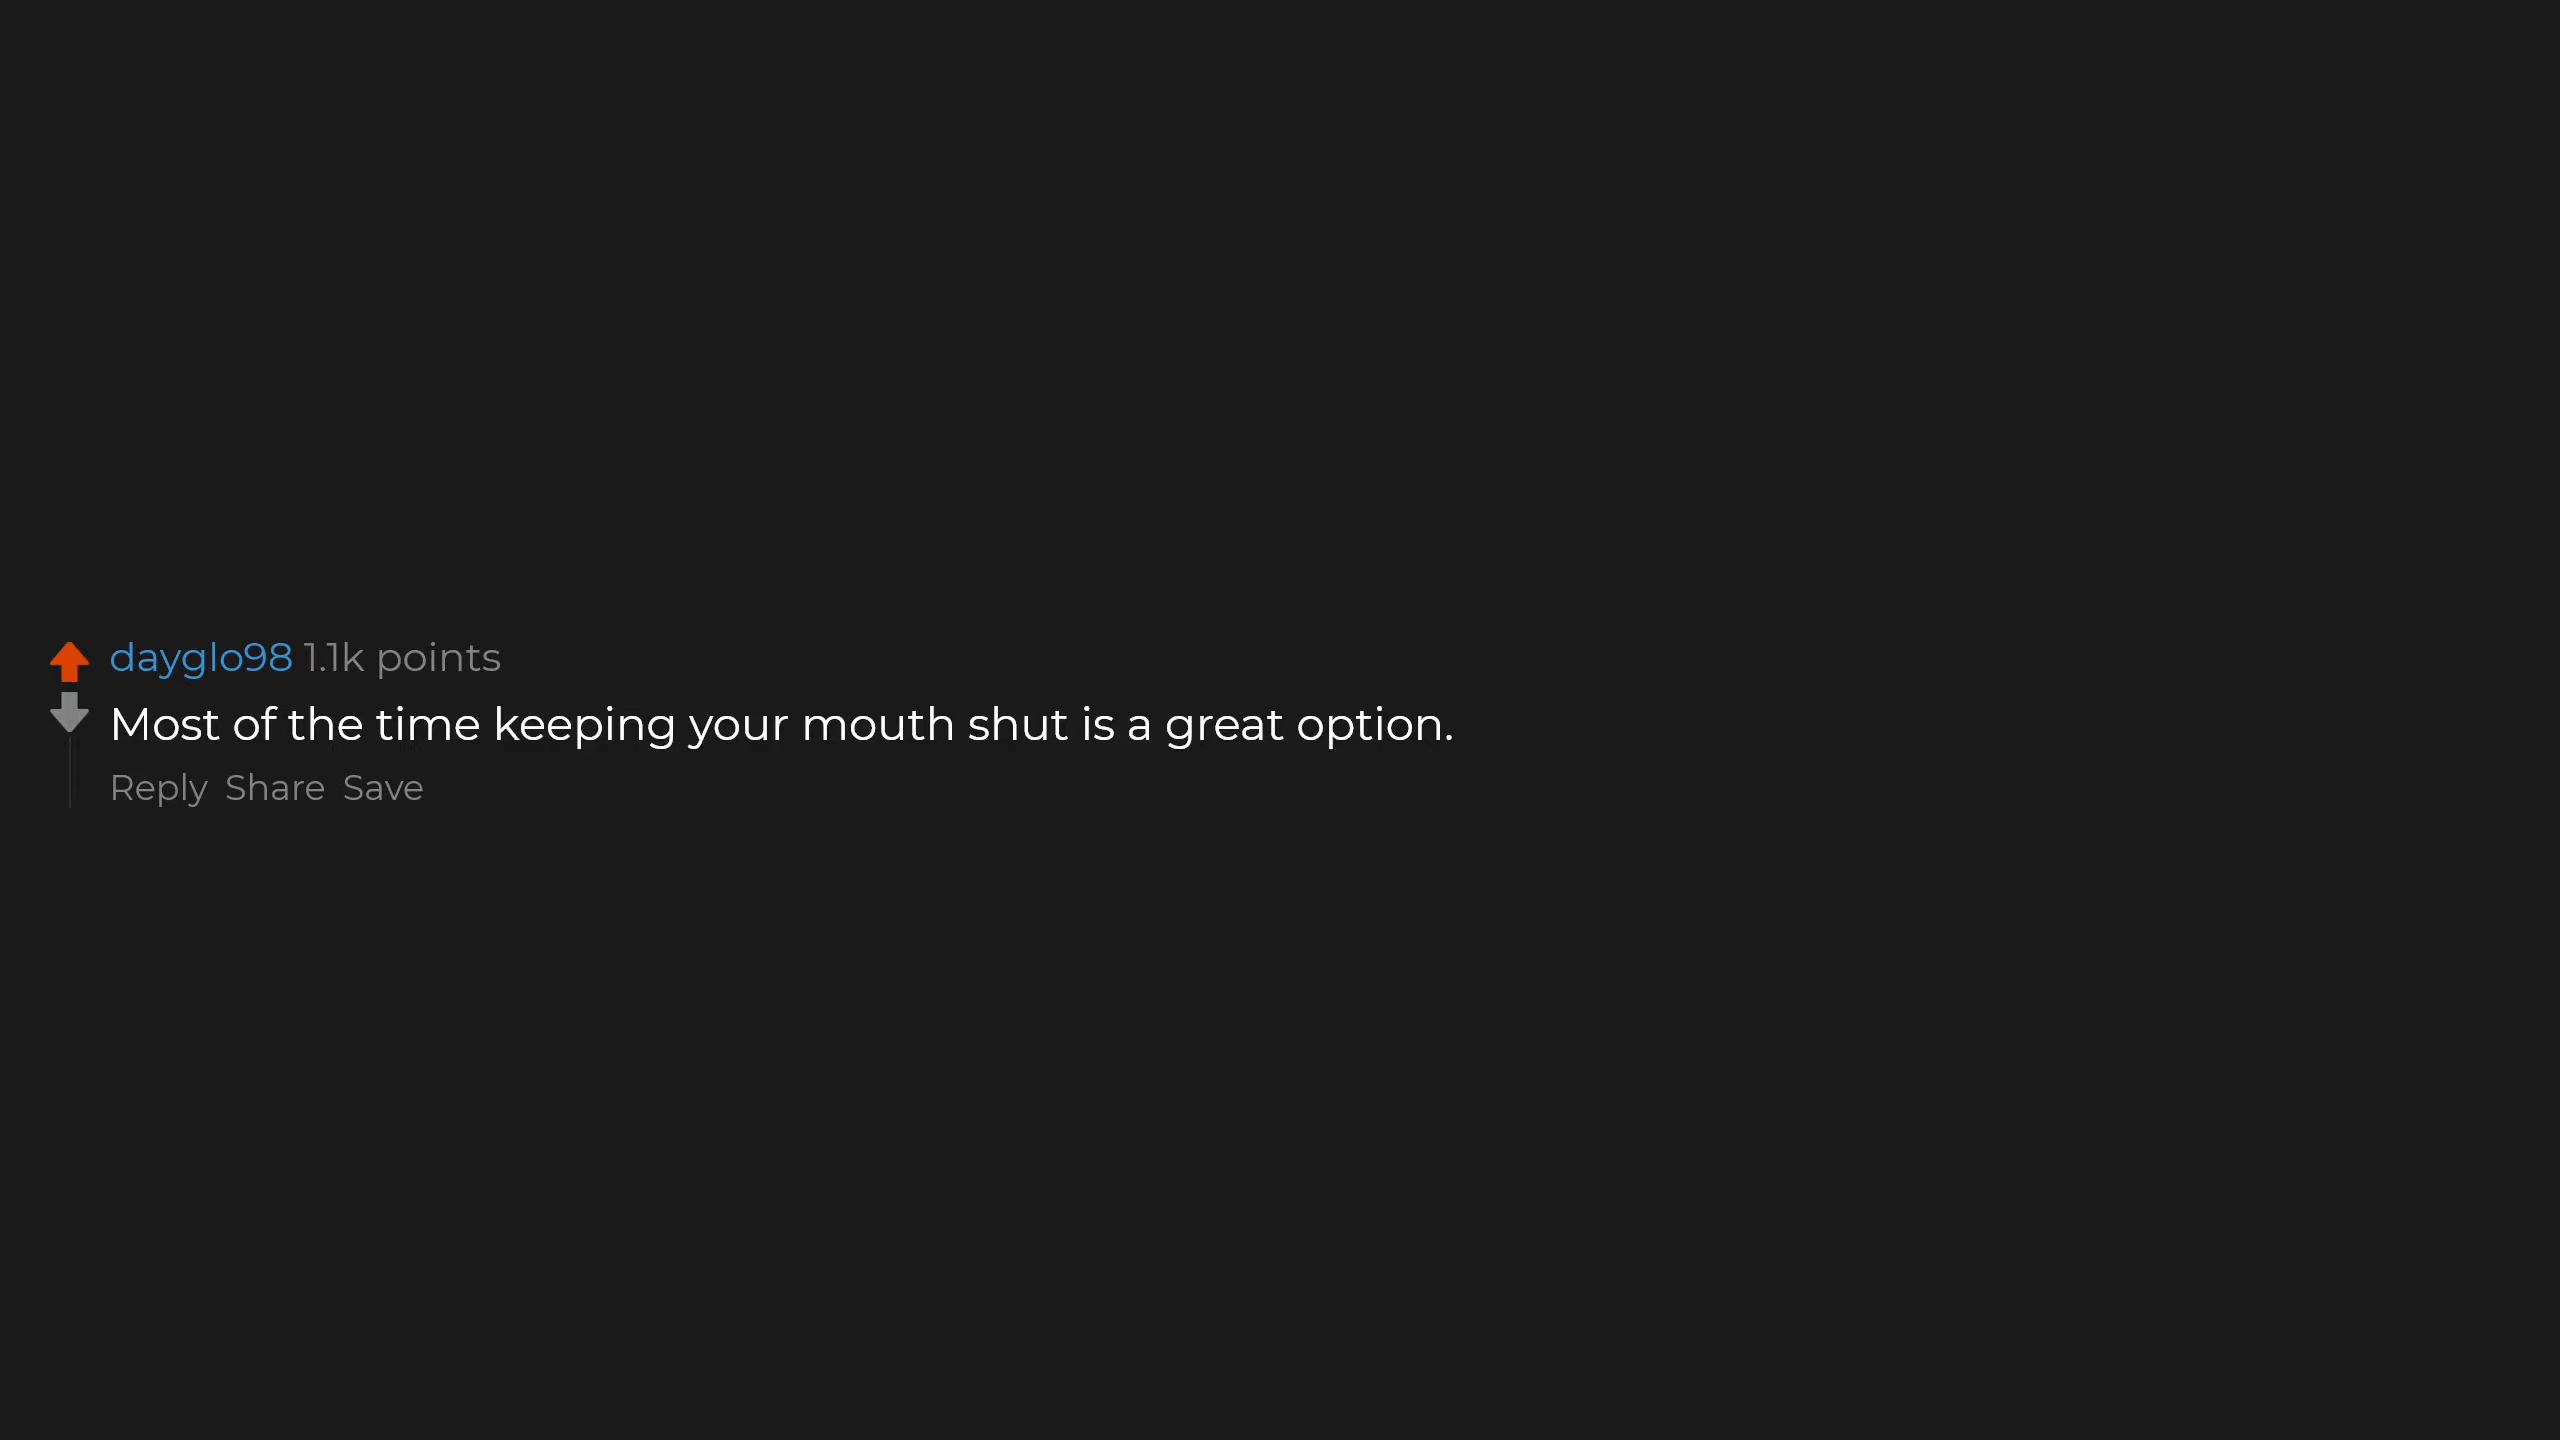 dayglo98 1.1k points
Most of the time keeping your mouth shut is a great option.
Reply Share Save